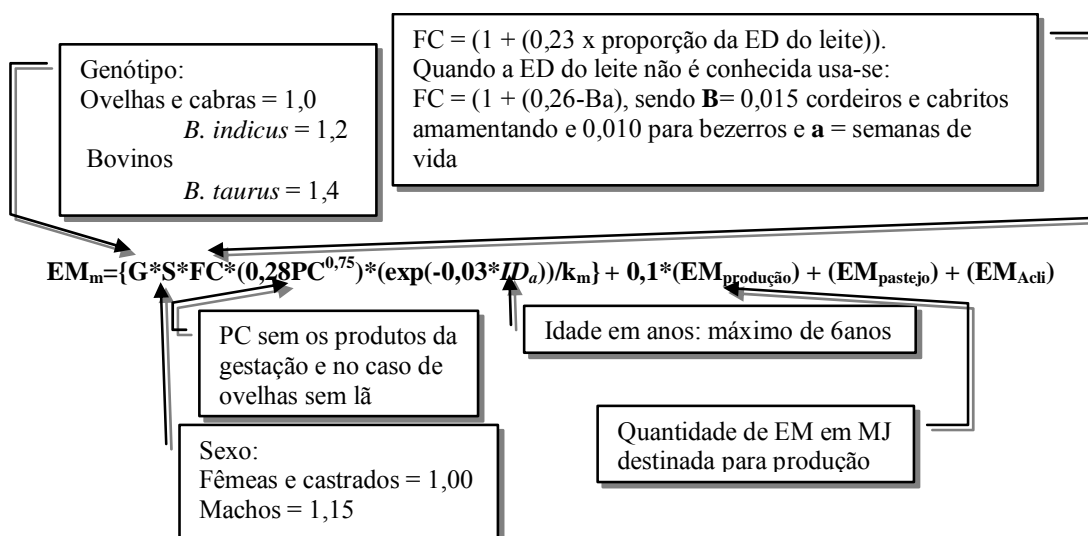 Genótipo:
Ovelhas e cabras = 1,0
B. indicus = 1,2
Bovinos
B. taurus = 1,4
FC = (1 + (0,23 x proporção da ED do leite)).
Quando a ED do leite não é conhecida usa-se:
FC = (1 + (0,26-Ba), sendo B= 0,015 cordeiros e cabritos
amamentando e 0,010 para bezerros e a = semanas de
vida
EMm={G*S*FC*(0,28PC^0,75)*(exp(-0,03*IDa))/km} + 0,1*(EMprodução) + (EMpastejo) + (EMAcli)
PC sem os produtos da
gestação e no caso de
ovelhas sem lã
Idade em anos: máximo de 6anos
Sexo:
Fêmeas e castrados = 1,00
Machos = 1,15
Quantidade de EM em MJ
destinada para produção